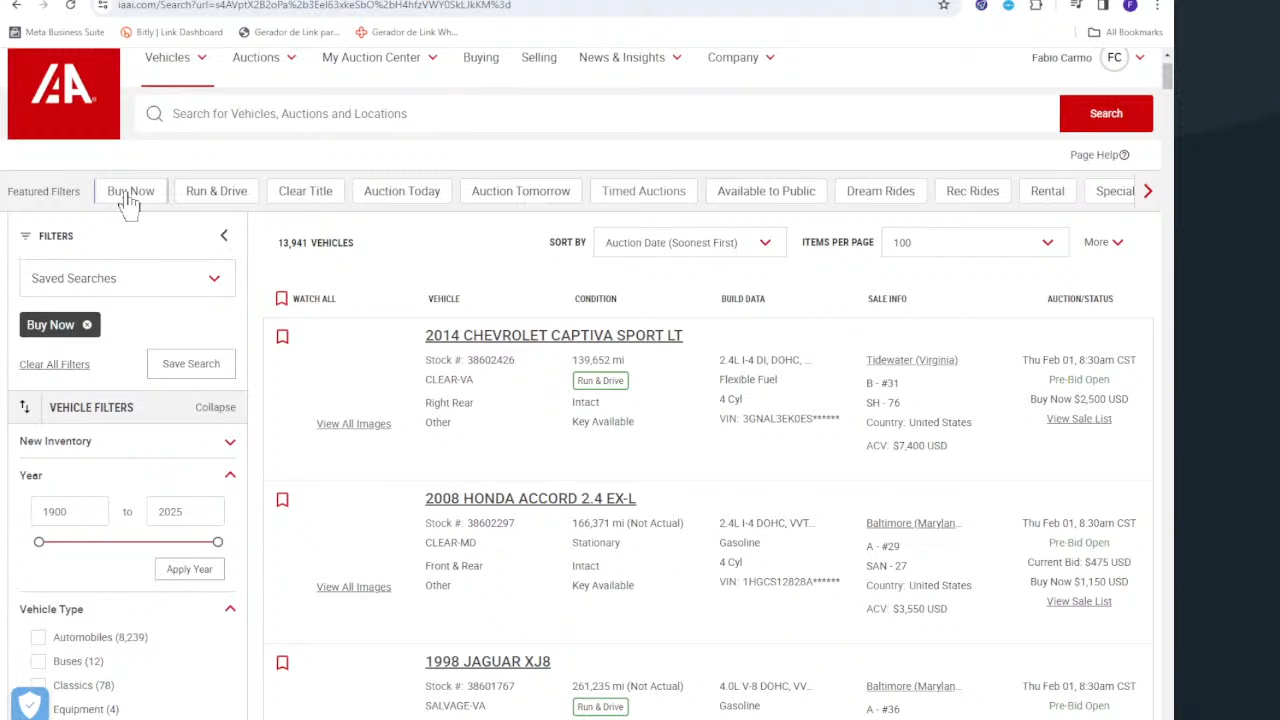 iaai.com/Search?url=s4AVptX2B2oPa%2b3EeI63xkeSbO%2bH4hfzVWY0SkLJkKM%3d
F
Meta Business Suite
Bitly | Link Dashboard
Gerador de Link par...
Gerador de Link Wh...
All Bookmarks
IAA
Vehicles
Auctions
My Auction Center
Buying
Selling
News & Insights
Company
Fabio Carmo
FC
Search for Vehicles, Auctions and Locations
Search
Page Help
Featured Filters
Buy Now
Run & Drive
Clear Title
Auction Today
Auction Tomorrow
Timed Auctions
Available to Public
Dream Rides
Rec Rides
Rental
Special
FILTERS
Saved Searches
Buy Now
Clear All Filters
Save Search
VEHICLE FILTERS
Collapse
New Inventory
Year
1900
to
2025
Apply Year
Vehicle Type
Automobiles (8,239)
Buses (12)
Classics (78)
Equipment (4)
13,941 VEHICLES
SORT BY
Auction Date (Soonest First)
ITEMS PER PAGE
100
More
WATCH ALL
VEHICLE
CONDITION
BUILD DATA
SALE INFO
AUCTION/STATUS
2014 CHEVROLET CAPTIVA SPORT LT
View All Images
Stock #: 38602426
CLEAR-VA
Right Rear
Other
139,652 mi
Run & Drive
Intact
Key Available
2.4L I-4 DI, DOHC, ...
Flexible Fuel
4 Cyl
VIN: 3GNAL3EK0ES******
Tidewater (Virginia)
B - #31
SH - 76
Country: United States
ACV: $7,400 USD
Thu Feb 01, 8:30am CST
Pre-Bid Open
Buy Now $2,500 USD
View Sale List
2008 HONDA ACCORD 2.4 EX-L
View All Images
Stock #: 38602297
CLEAR-MD
Front & Rear
Other
166,371 mi (Not Actual)
Stationary
Intact
Key Available
2.4L I-4 DOHC, VVT...
Gasoline
4 Cyl
VIN: 1HGCS12828A******
Baltimore (Marylan...
A - #29
SAN - 27
Country: United States
ACV: $3,550 USD
Thu Feb 01, 8:30am CST
Pre-Bid Open
Current Bid: $475 USD
Buy Now $1,150 USD
View Sale List
1998 JAGUAR XJ8
Stock #: 38601767
SALVAGE-VA
261,235 mi (Not Actual)
Run & Drive
4.0L V-8 DOHC, VV...
Gasoline
Baltimore (Marylan...
A - #36
Thu Feb 01, 8:30am CST
Pre-Bid Open